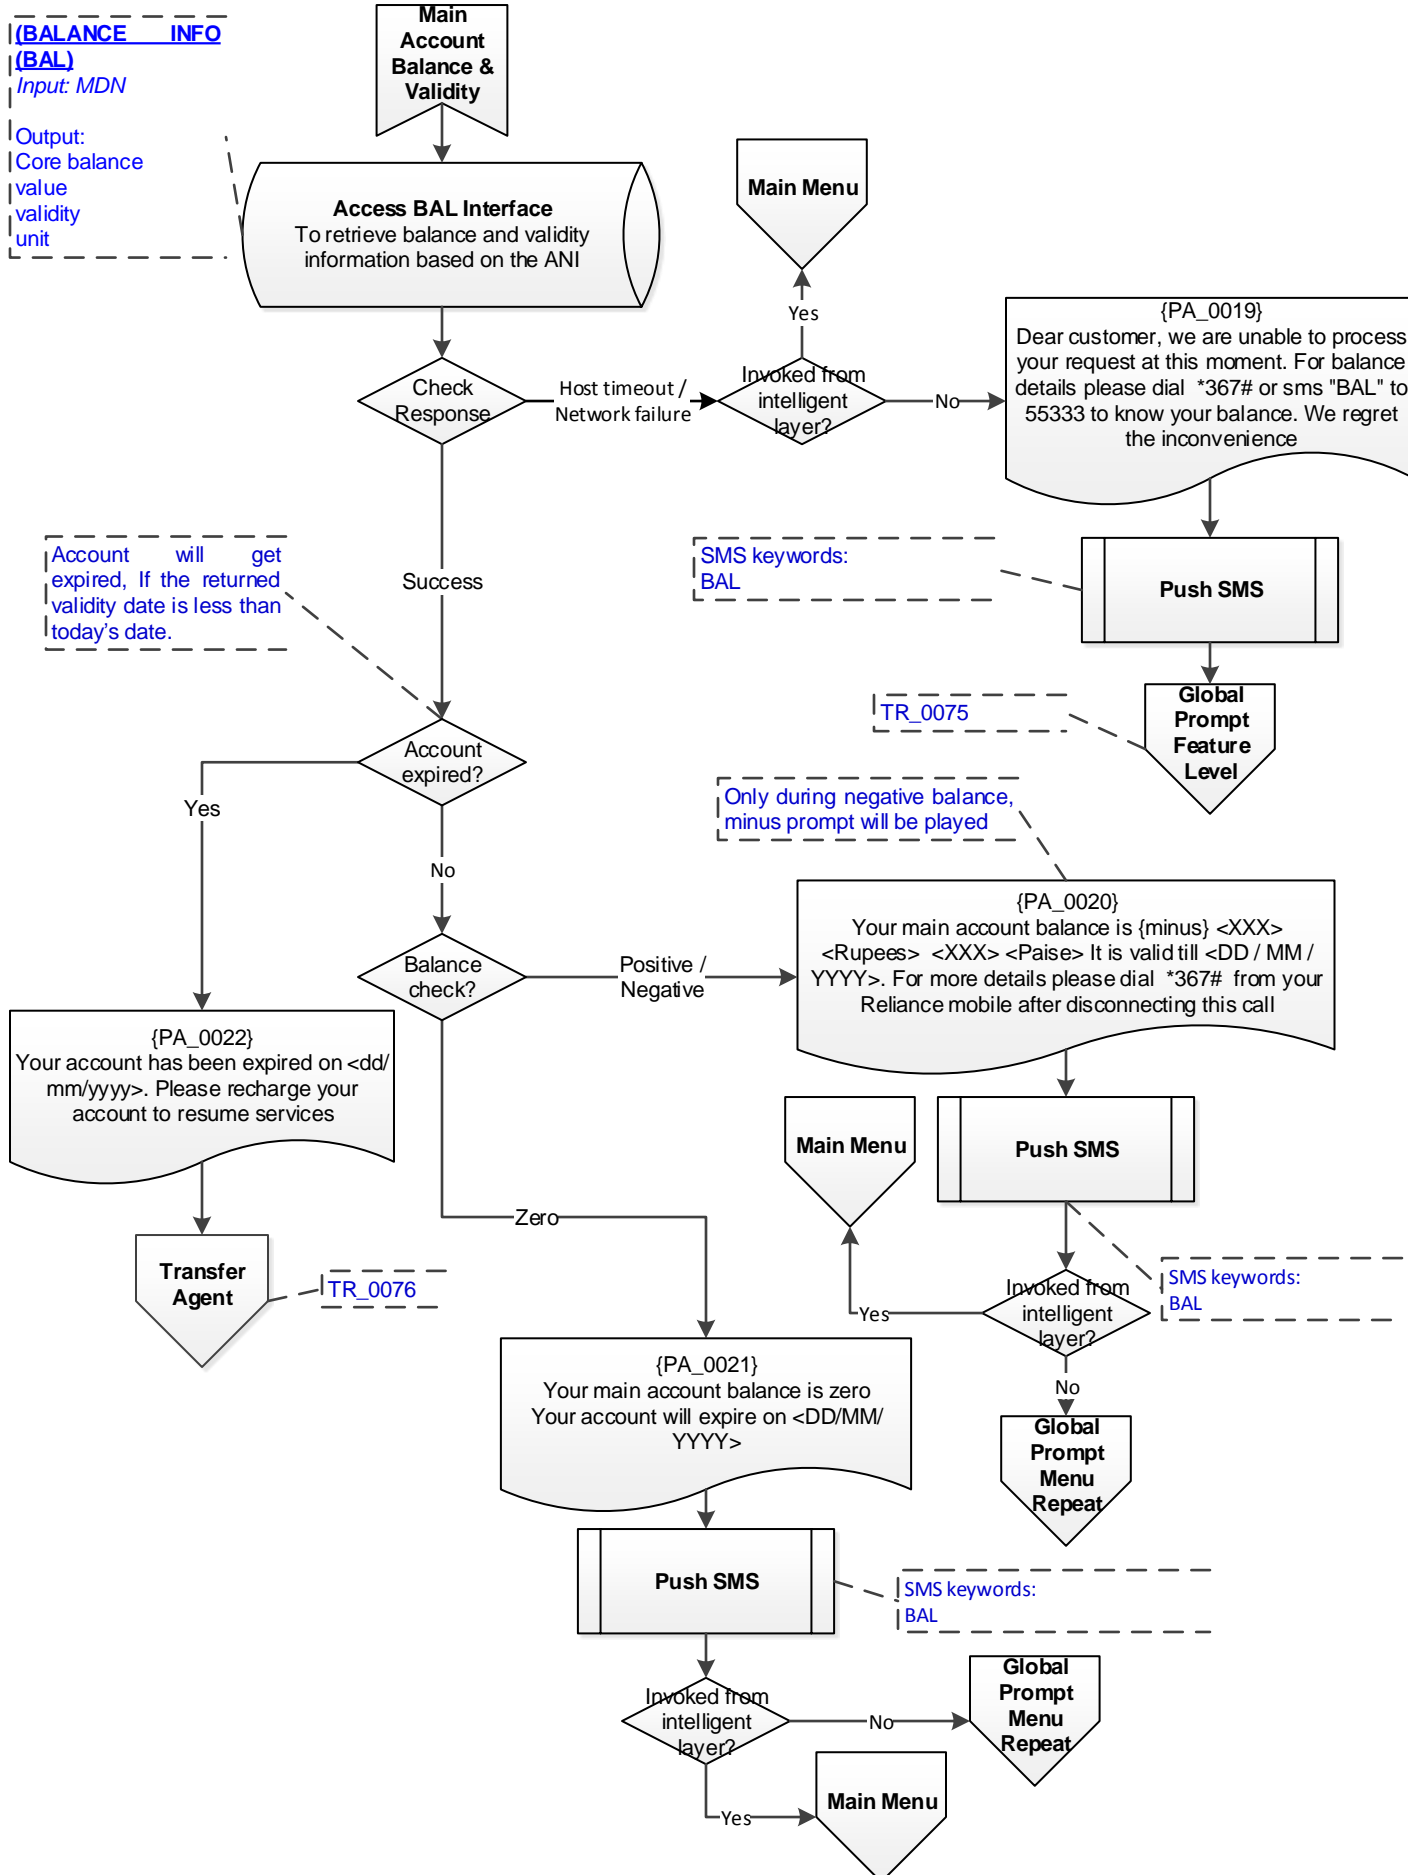 (BALANCE INFO
(BAL)
Input: MDN
Output:
Core balance
value
validity
unit
Main
Account
Balance &
Validity
Access BAL Interface
To retrieve balance and validity
information based on the ANI
Main Menu
Yes
Check
Response
Host timeout /
Network failure
Invoked from
intelligent
layer?
No
{PA_0019}
Dear customer, we are unable to process
your request at this moment. For balance
details please dial *367# or sms "BAL" to
55333 to know your balance. We regret
the inconvenience
SMS keywords:
BAL
Push SMS
Account will get
expired, If the returned
validity date is less than
today's date.
Success
TR_0075
Global
Prompt
Feature
Level
Account
expired?
Yes
No
Only during negative balance,
minus prompt will be played
Balance
check?
Positive /
Negative
{PA_0020}
Your main account balance is {minus} <XXX>
<Rupees> <XXX> <Paise> It is valid till <DD / MM /
YYYY>. For more details please dial *367# from your
Reliance mobile after disconnecting this call
{PA_0022}
Your account has been expired on <dd/
mm/yyyy>. Please recharge your
account to resume services
Main Menu
Push SMS
Zero
Transfer
Agent
TR_0076
Yes
Invoked from
intelligent
layer?
SMS keywords:
BAL
No
{PA_0021}
Your main account balance is zero
Your account will expire on <DD/MM/
YYYY>
Global
Prompt
Menu
Repeat
Push SMS
SMS keywords:
BAL
Invoked from
intelligent
layer?
No
Global
Prompt
Menu
Repeat
Yes
Main Menu